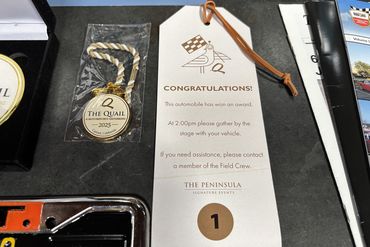 THE QUAIL
2025
CONGRATULATIONS!
This automobile has won an award.
At 2:00pm please gather by the
stage with your vehicle.
If you need assistance, please contact
a member of the Field Crew.
THE PENINSULA
SIGNATURE EVENTS
1